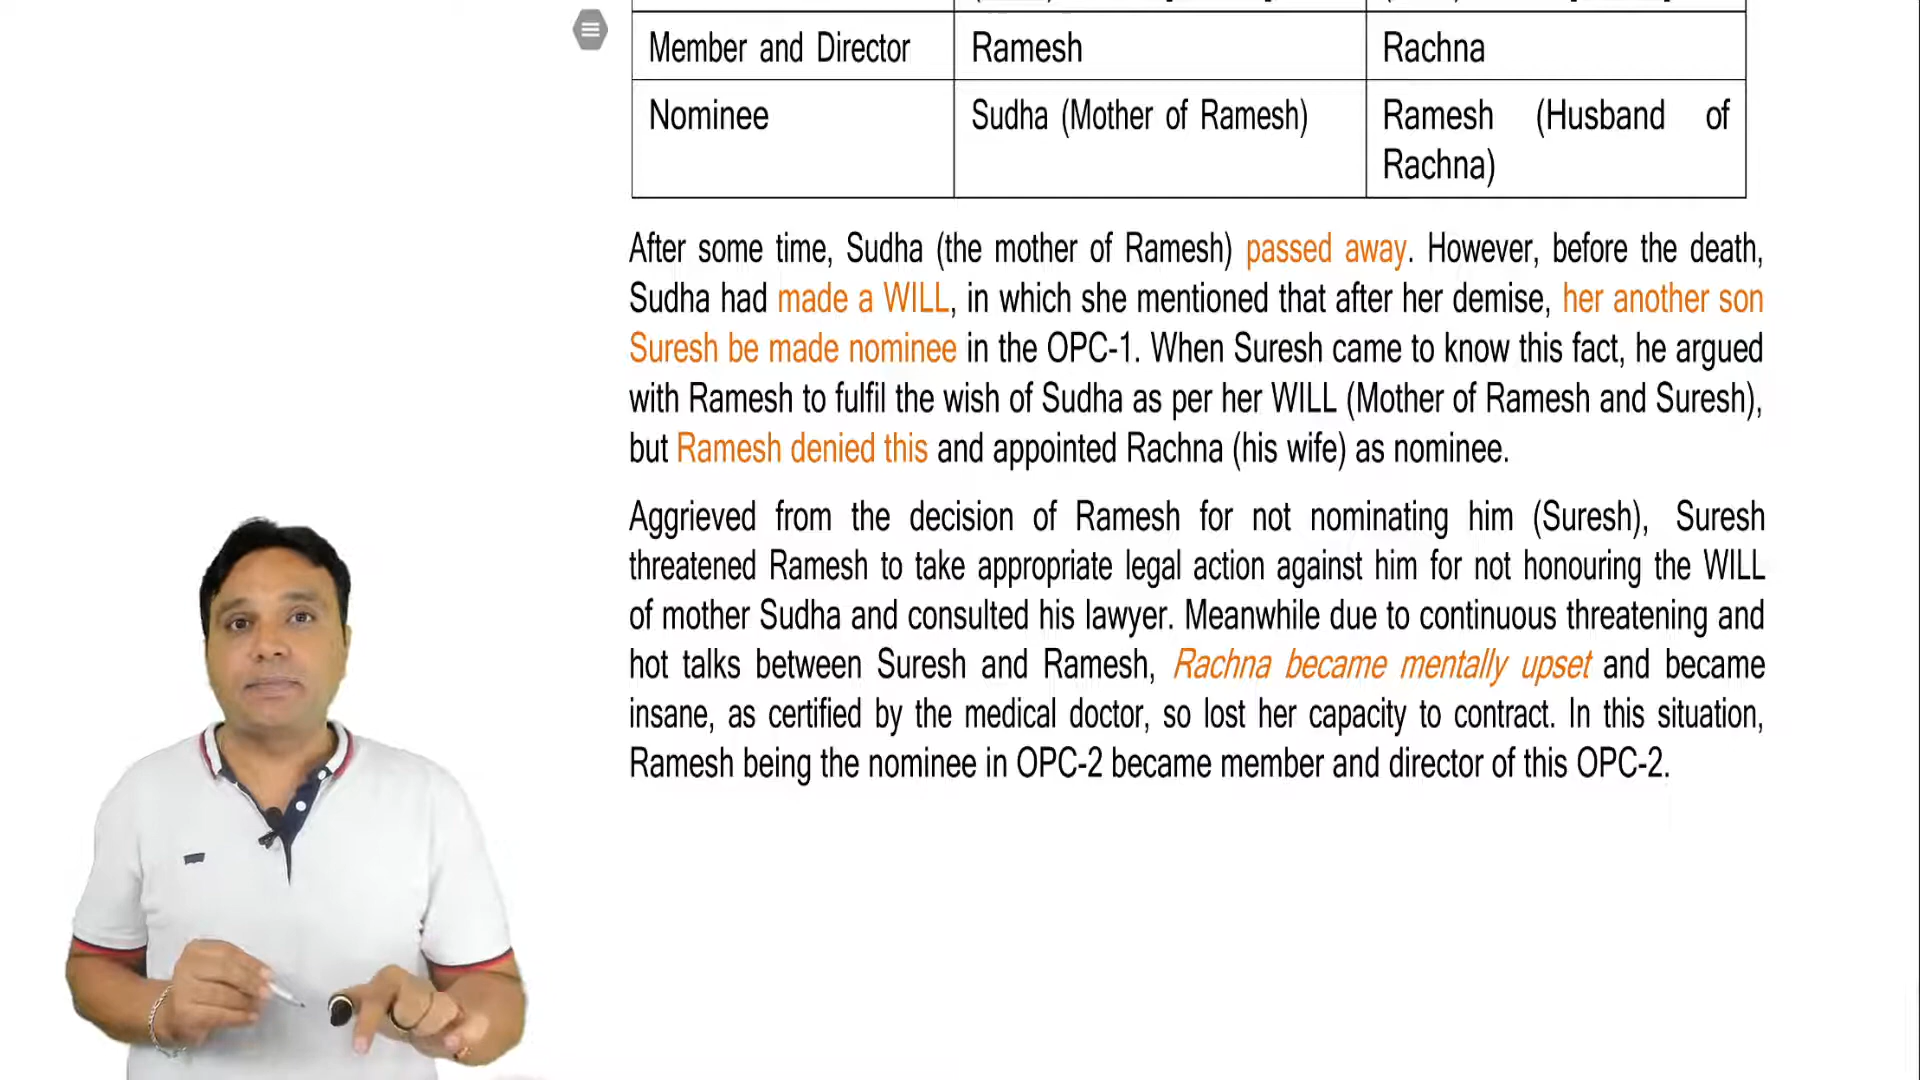 Member and Director Ramesh Rachna
Nominee Sudha (Mother of Ramesh) Ramesh (Husband of
Rachna)
After some time, Sudha (the mother of Ramesh) passed away. However, before the death,
Sudha had made a WILL, in which she mentioned that after her demise, her another son
Suresh be made nominee in the OPC-1. When Suresh came to know this fact, he argued
with Ramesh to fulfil the wish of Sudha as per her WILL (Mother of Ramesh and Suresh),
but Ramesh denied this and appointed Rachna (his wife) as nominee.
Aggrieved from the decision of Ramesh for not nominating him (Suresh), Suresh
threatened Ramesh to take appropriate legal action against him for not honouring the WILL
of mother Sudha and consulted his lawyer. Meanwhile due to continuous threatening and
hot talks between Suresh and Ramesh, Rachna became mentally upset and became
insane, as certified by the medical doctor, so lost her capacity to contract. In this situation,
Ramesh being the nominee in OPC-2 became member and director of this OPC-2.